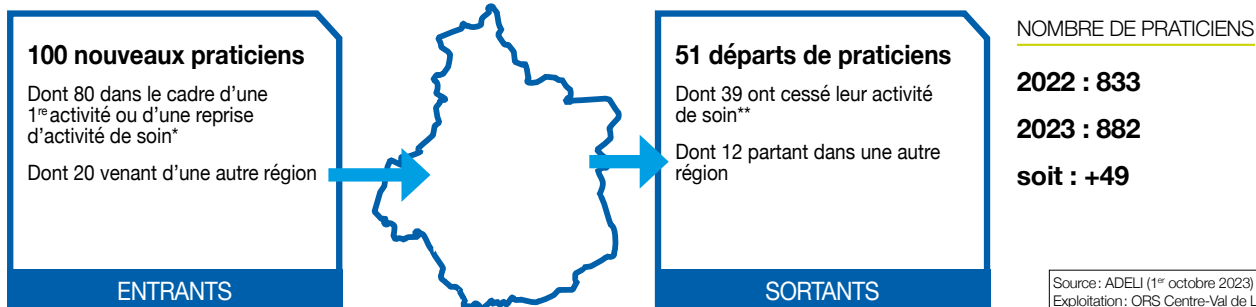 100 nouveaux praticiens
Dont 80 dans le cadre d'une
1re activité ou d'une reprise
d'activité de soin*
Dont 20 venant d'une autre région
ENTRANTS
51 départs de praticiens
Dont 39 ont cessé leur activité
de soin**
Dont 12 partant dans une autre
région
SORTANTS
NOMBRE DE PRATICIENS
2022 : 833
2023 : 882
soit : +49
Source : ADELI (1er octobre 2023)
Exploitation : ORS Centre-Val de L